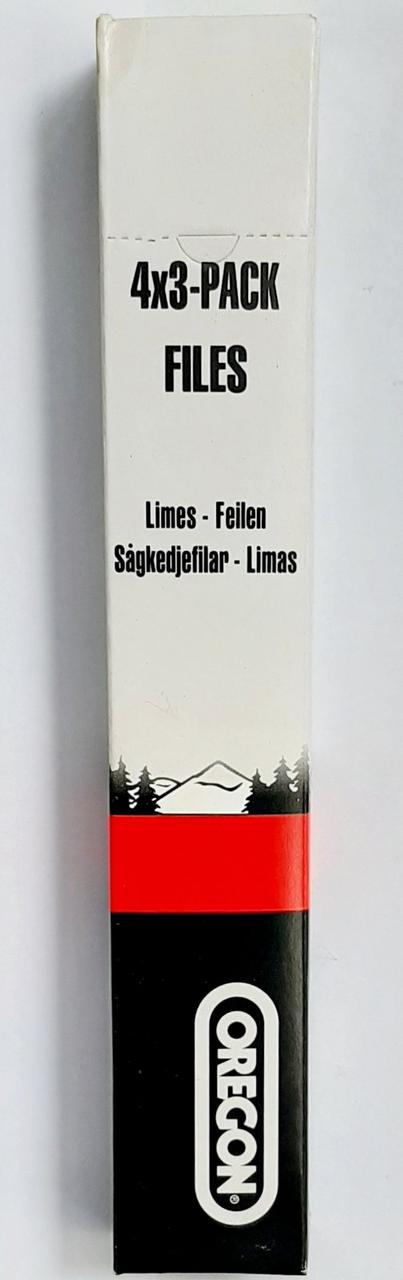 4x3-PACK
FILES
Limes - Feilen
Sågkedjefilar - Limas
OREGON®